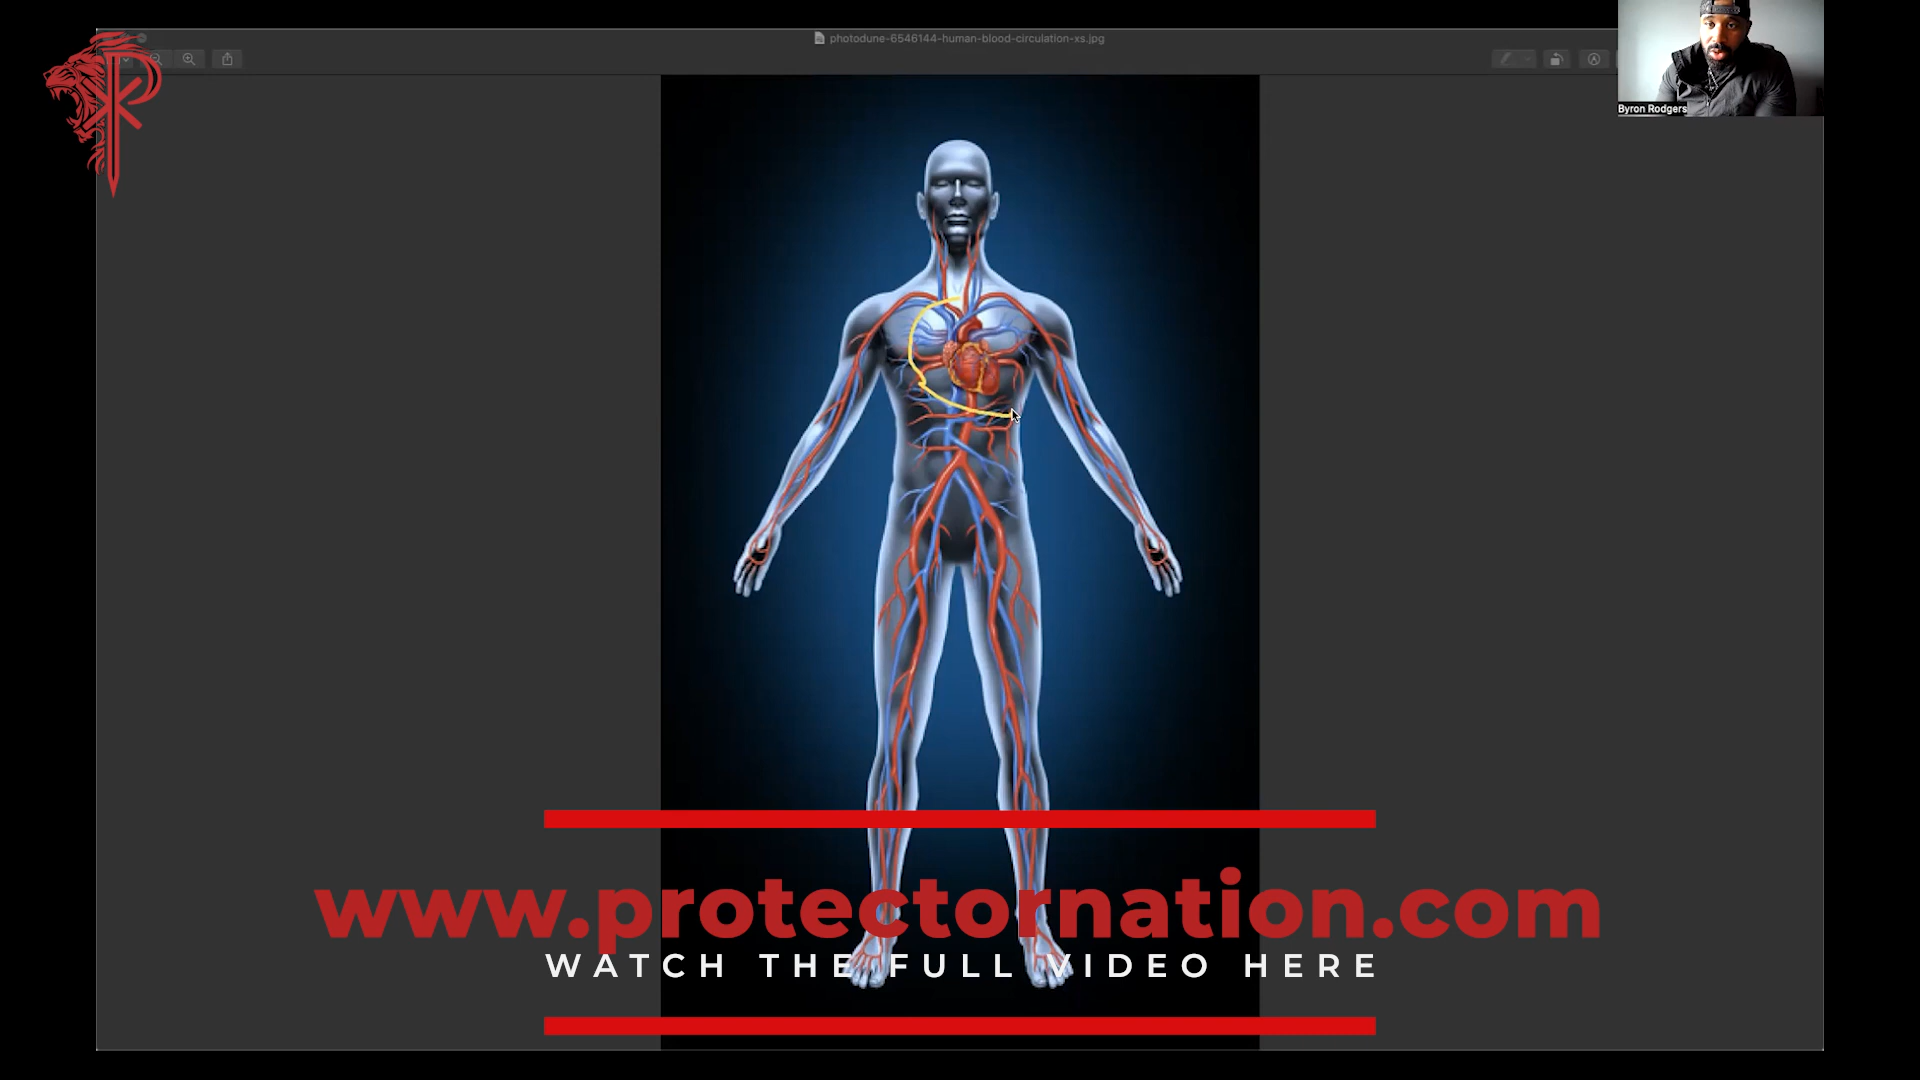 photodune-6546144-human-blood-circulation-xs.jpg
Byron Rodgers
www.protectornation.com
WATCH THE FULL VIDEO HERE